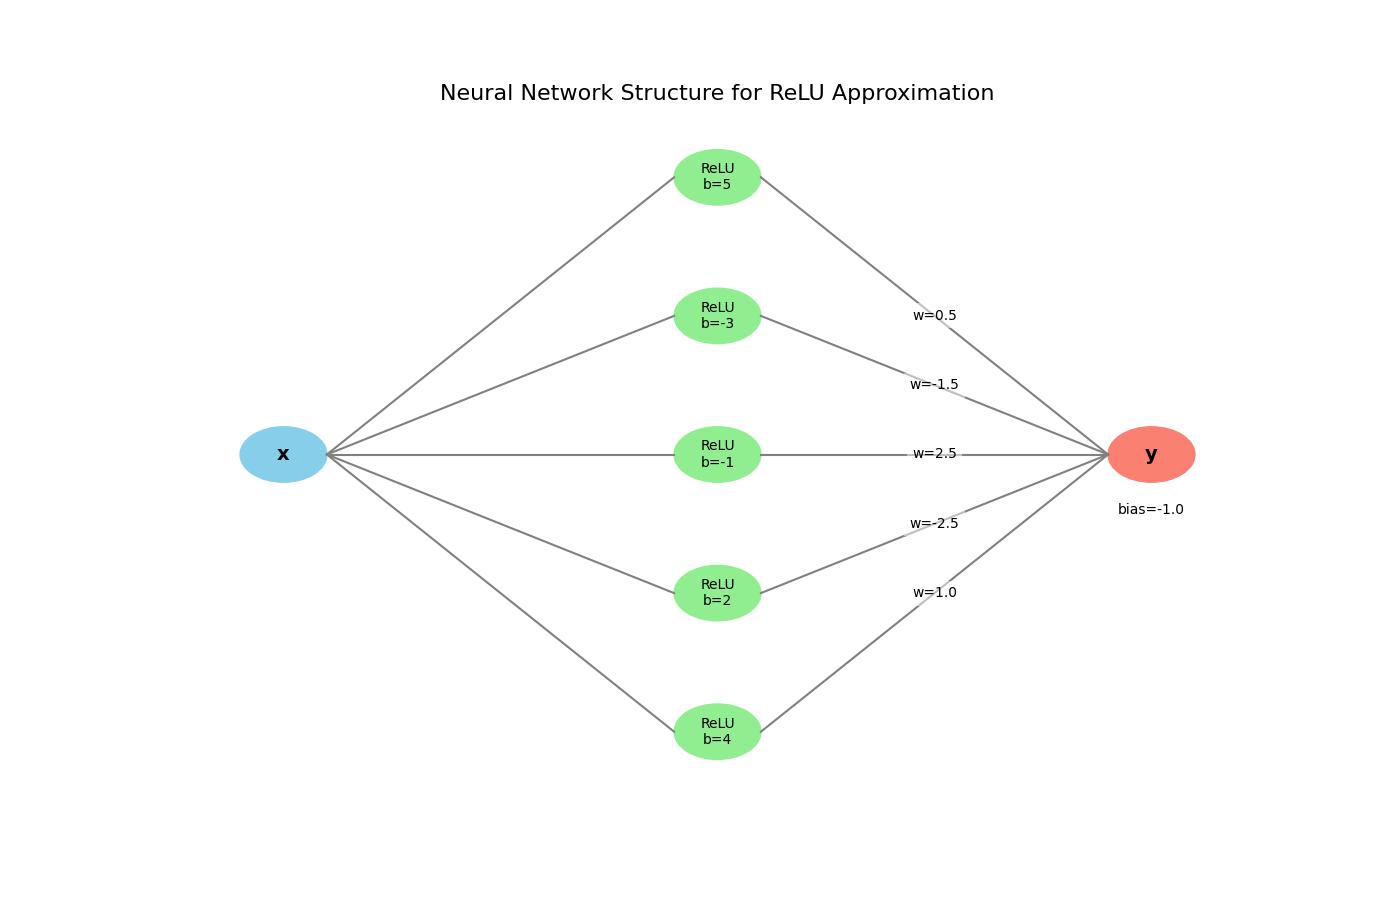 Neural Network Structure for ReLU Approximation
ReLU
b=5
ReLU
b=-3
w=0.5
w=-1.5
x
ReLU
b=-1
w=2.5
y
bias=-1.0
w=-2.5
ReLU
b=2
w=1.0
ReLU
b=4